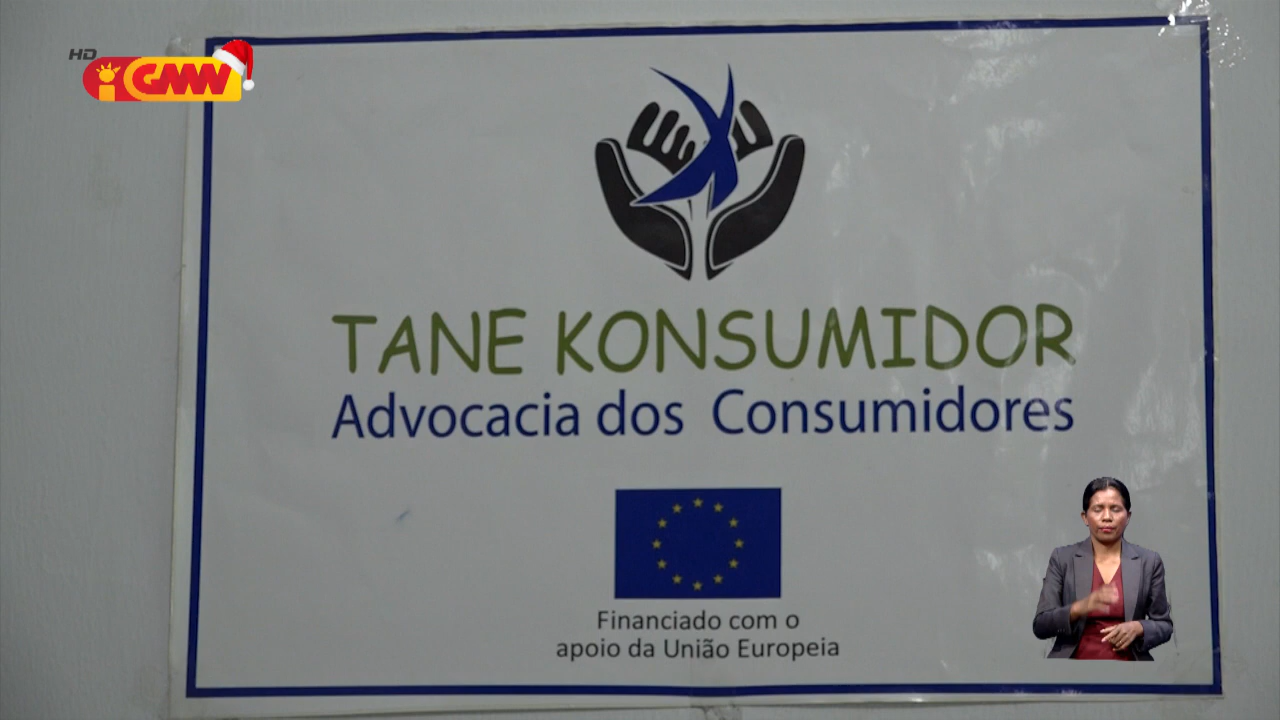 HD
GMN
TANE KONSUMIDOR
Advocacia dos Consumidores
Financiado com o
apoio da União Europeia